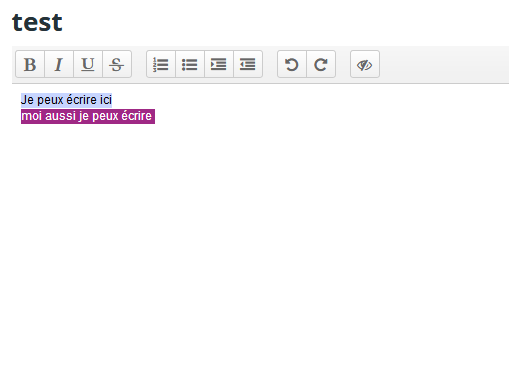 test
B I U S
Je peux écrire ici
moi aussi je peux écrire